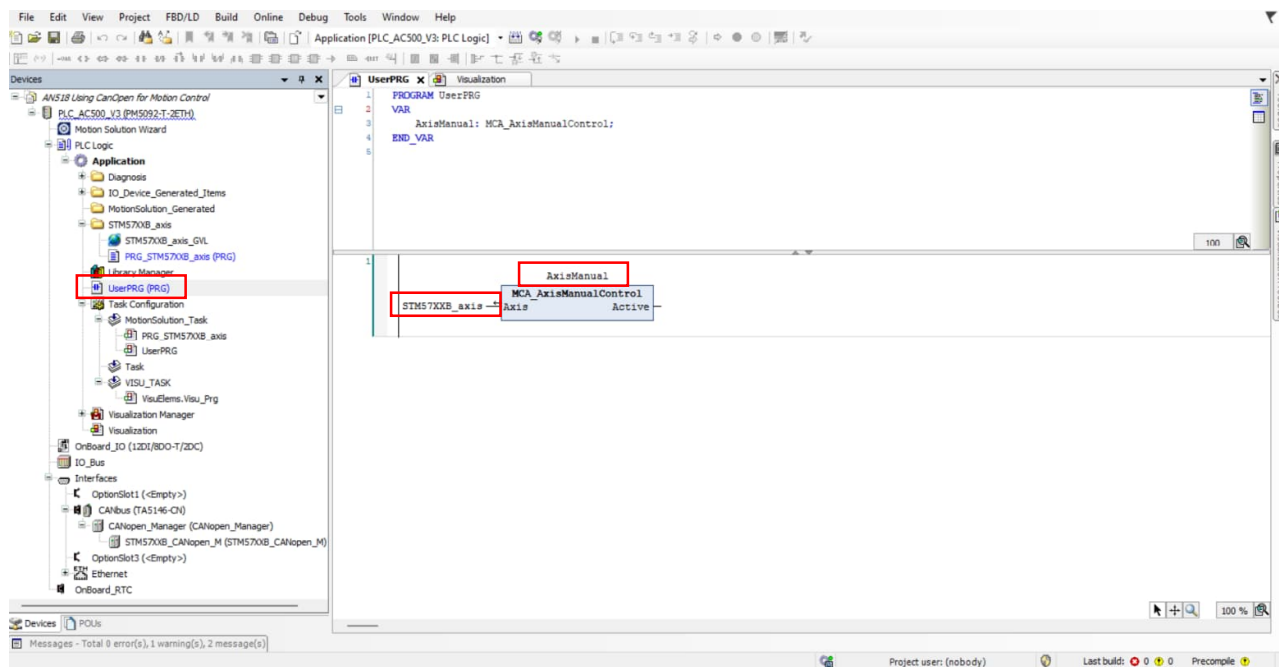 File Edit View Project FBD/LD Build Online Debug Tools Window Help
Application [PLC_AC500_V3: PLC Logic]
Devices
AN518 Using CanOpen for Motion Control
PLC_AC500_V3 (PM5092-T-2ETH)
Motion Solution Wizard
PLC Logic
Application
Diagnosis
IO_Device_Generated_Items
MotionSolution_Generated
STM57XXB_axis
STM57XXB_axis_GVL
PRG_STM57XXB_axis (PRG)
Library Manager
UserPRG (PRG)
Task Configuration
MotionSolution_Task
PRG_STM57XXB_axis
UserPRG
Task
VISU_TASK
VisuElems.Visu_Prg
Visualization Manager
Visualization
OnBoard_IO (12DI/8DO-T/2DC)
IO_Bus
Interfaces
OptionSlot1 (<Empty>)
CANbus (TA5146-CN)
CANopen_Manager (CANopen_Manager)
STM57XXB_CANopen_M (STM57XXB_CANopen_M)
OptionSlot3 (<Empty>)
Ethernet
OnBoard_RTC
Devices POUs
UserPRG Visualization
1 PROGRAM UserPRG
2 VAR
3 AxisManual: MCA_AxisManualControl;
4 END_VAR
5
100
1
AxisManual
MCA_AxisManualControl
STM57XXB_axis Axis Active
100 %
Messages - Total 0 error(s), 1 warning(s), 2 message(s)
Project user: (nobody) Last build: 0 0 Precompile